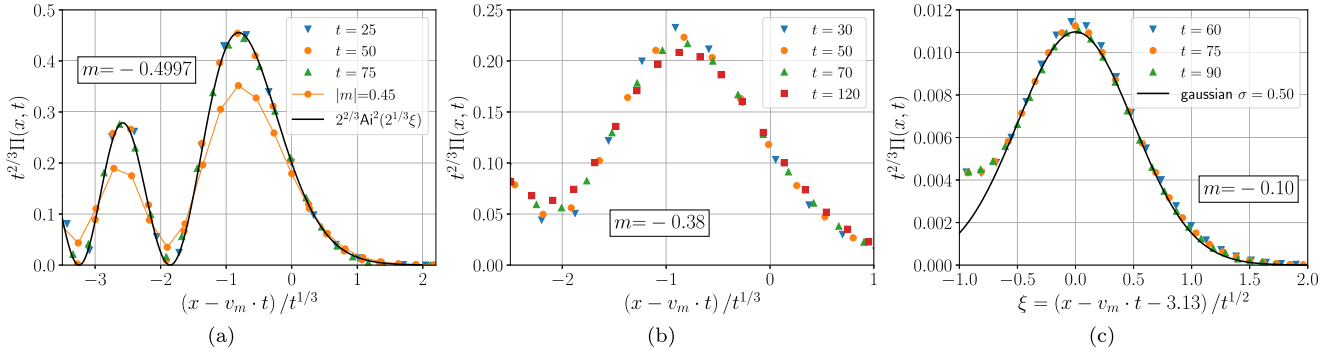 t^{2/3}Π(x, t)
0.5
0.4
0.3
0.2
0.1
0.0
−3
−2
−1
0
1
2
(x − v_m · t) /t^{1/3}
m= − 0.4997
t = 25
t = 50
t = 75
|m|=0.45
2^{2/3}Ai²(2^{1/3}ξ)
(a)
t^{2/3}Π(x, t)
0.25
0.20
0.15
0.10
0.05
0.00
−2
−1
0
1
(x − v_m · t) /t^{1/3}
m= − 0.38
t = 30
t = 50
t = 70
t = 120
(b)
t^{2/3}Π(x, t)
0.012
0.010
0.008
0.006
0.004
0.002
0.000
−1.0
−0.5
0.0
0.5
1.0
1.5
2.0
ξ = (x − v_m · t − 3.13) /t^{1/2}
t = 60
t = 75
t = 90
gaussian σ = 0.50
m= − 0.10
(c)